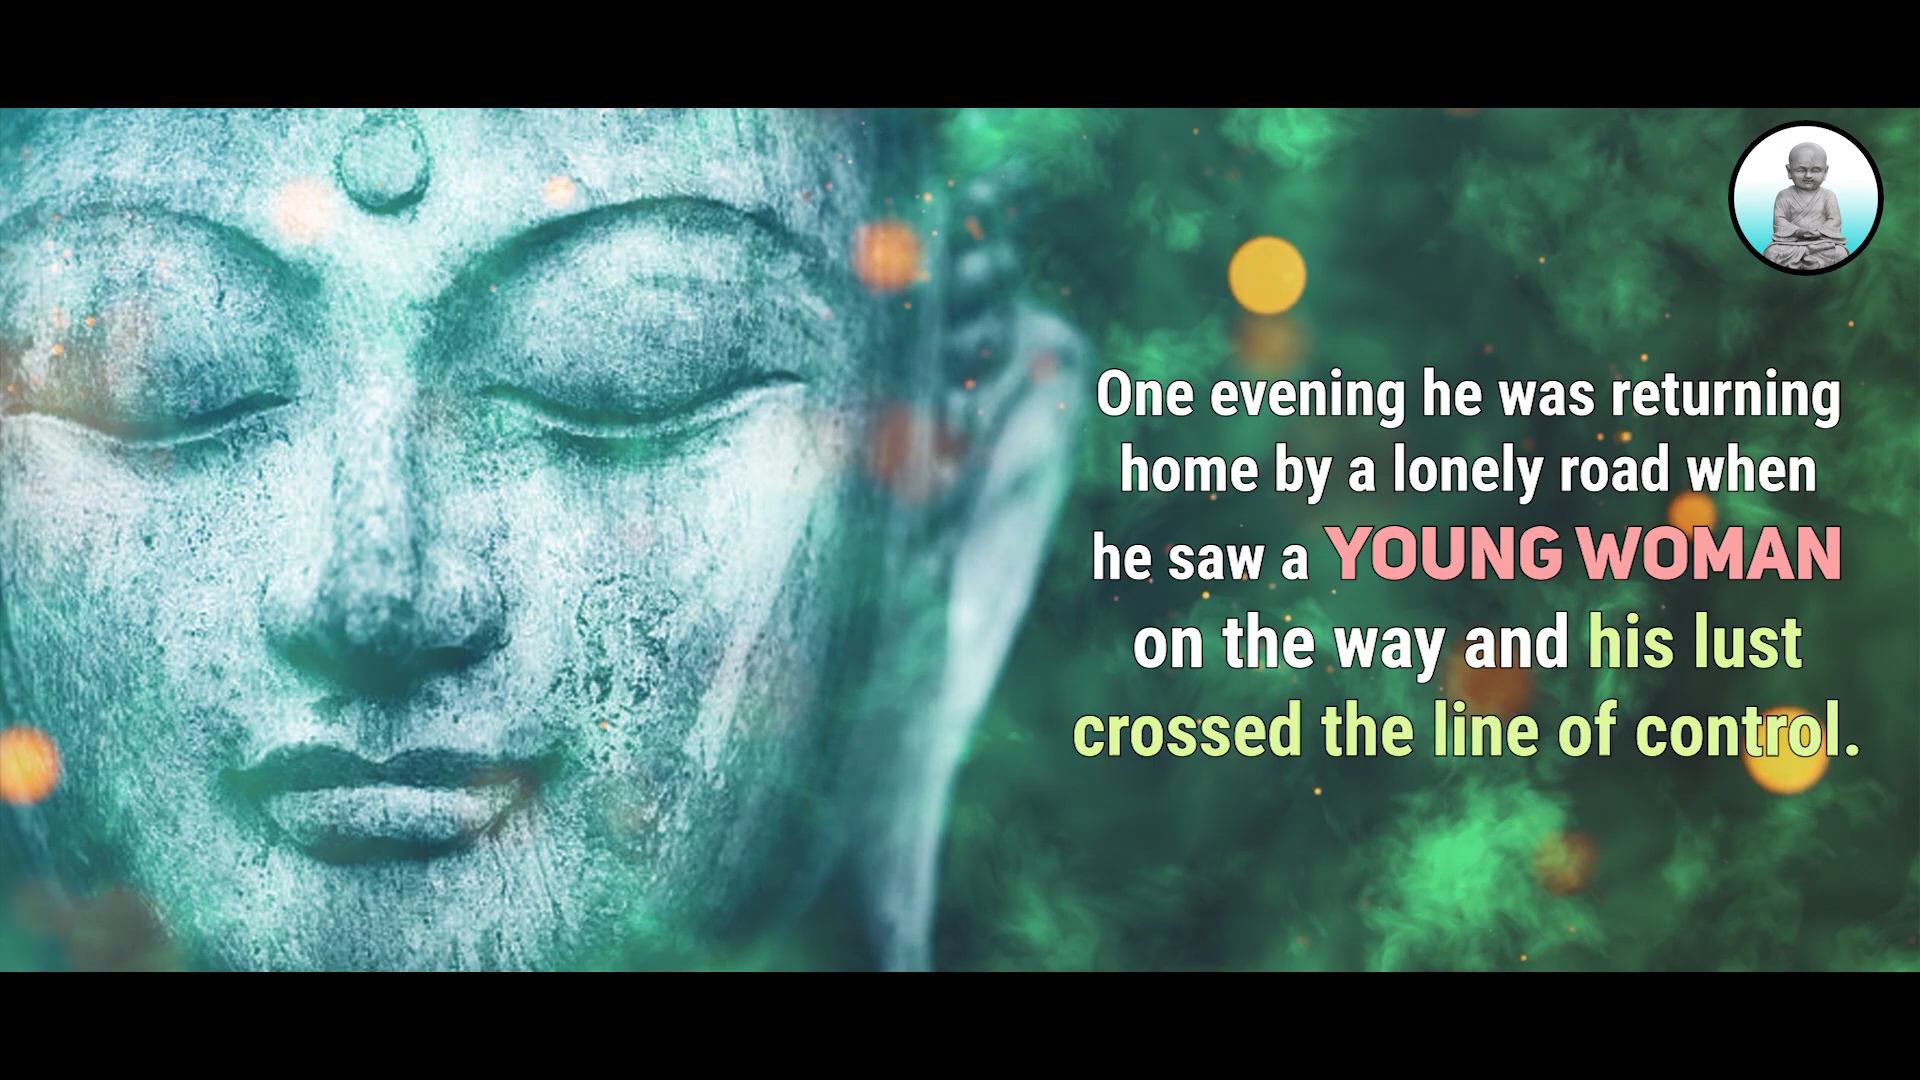 One evening he was returning
home by a lonely road when
he saw a YOUNG WOMAN
on the way and his lust
crossed the line of control.